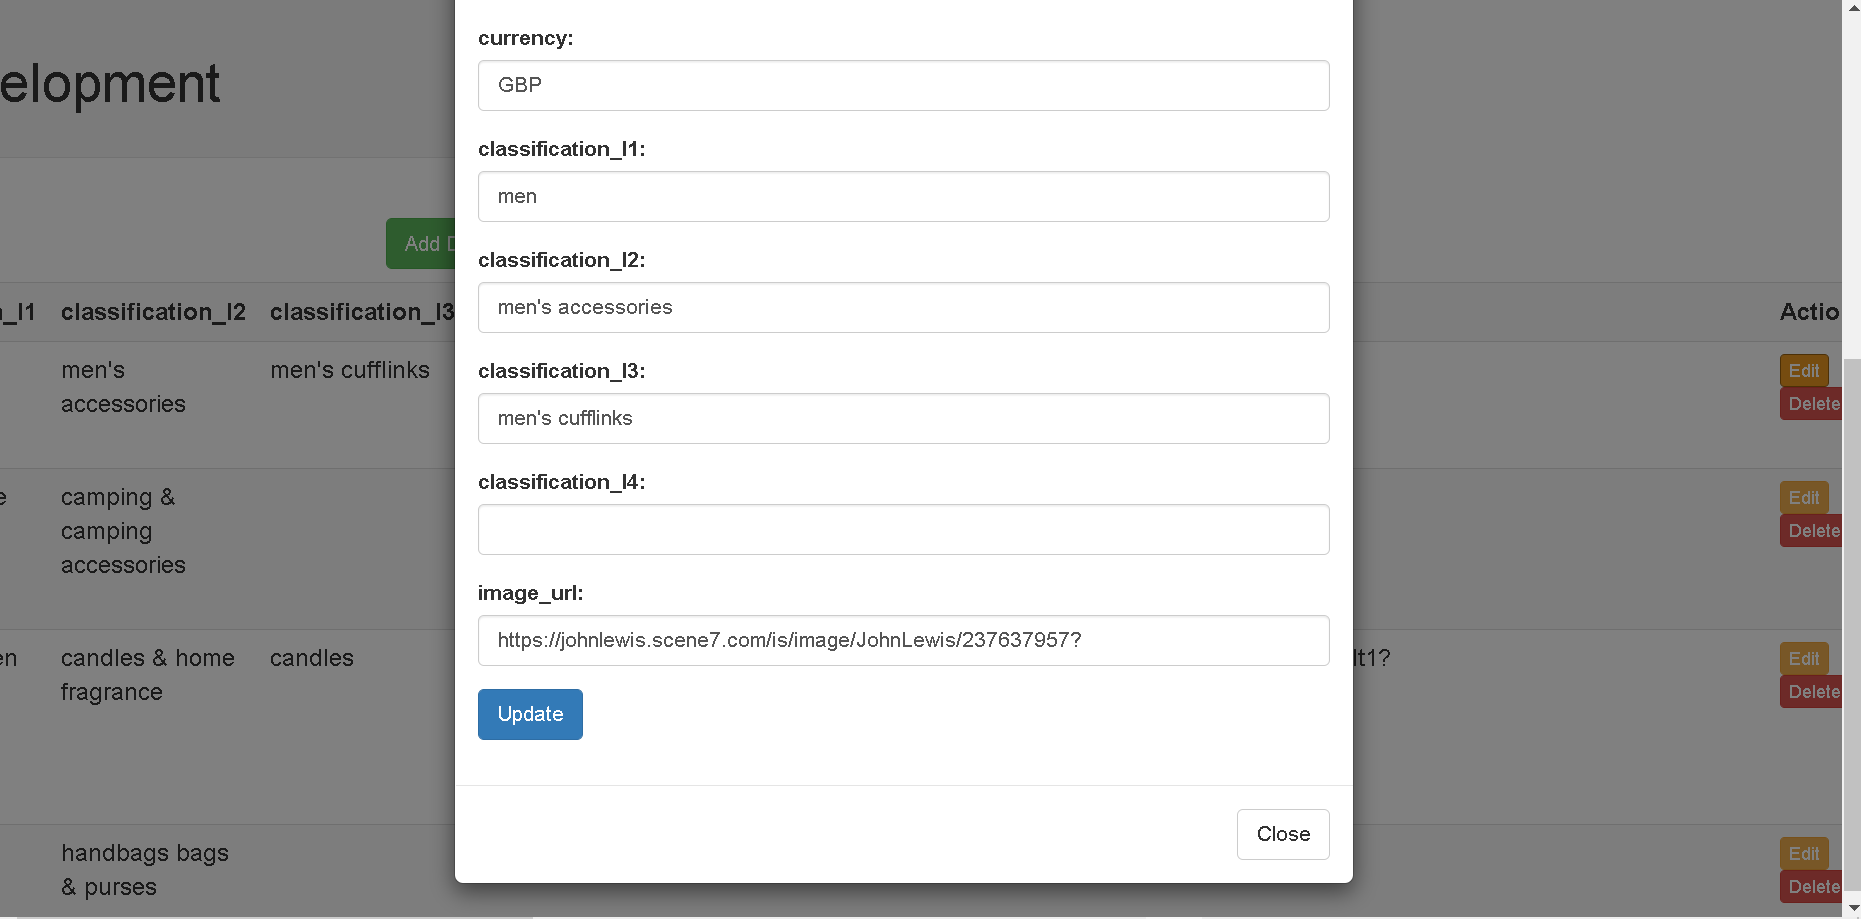 currency:
GBP
elopment
classification_l1:
men
Add D
classification_l2:
men's accessories
_l1 classification_l2 classification_l3 Actio
men's
accessories
men's cufflinks
Edit
Delete
classification_l3:
men's cufflinks
classification_l4:
e
camping &
camping
accessories
Edit
Delete
image_url:
https://johnlewis.scene7.com/is/image/JohnLewis/237637957?
en
candles & home
fragrance
candles
lt1?
Edit
Delete
Update
Close
handbags bags
& purses
Edit
Delete